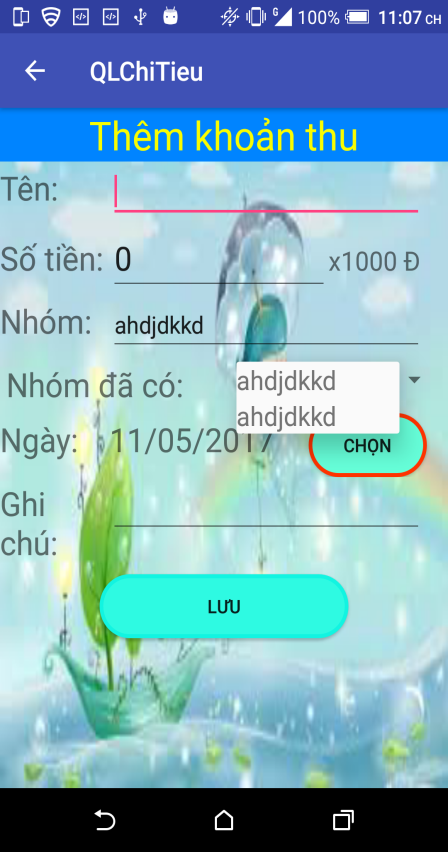 100% 11:07 CH
QLChiTieu
Thêm khoản thu
Tên:
Số tiền: 0 x1000 Đ
Nhóm: ahdjdkkd
Nhóm đã có: ahdjdkkd
ahdjdkkd
Ngày: 11/05/2017 CHỌN
Ghi
chú:
LƯU